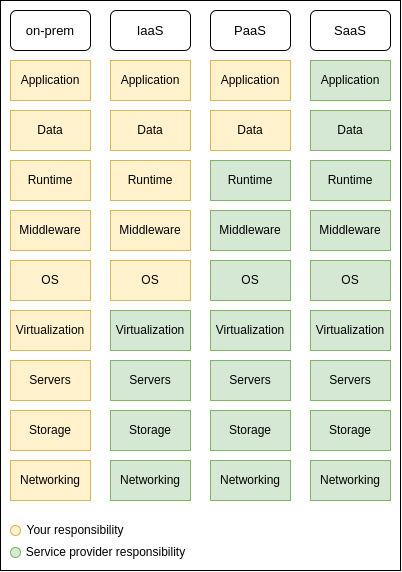 on-prem IaaS PaaS SaaS
Application Application Application Application
Data Data Data Data
Runtime Runtime Runtime Runtime
Middleware Middleware Middleware Middleware
OS OS OS OS
Virtualization Virtualization Virtualization Virtualization
Servers Servers Servers Servers
Storage Storage Storage Storage
Networking Networking Networking Networking
Your responsibility
Service provider responsibility